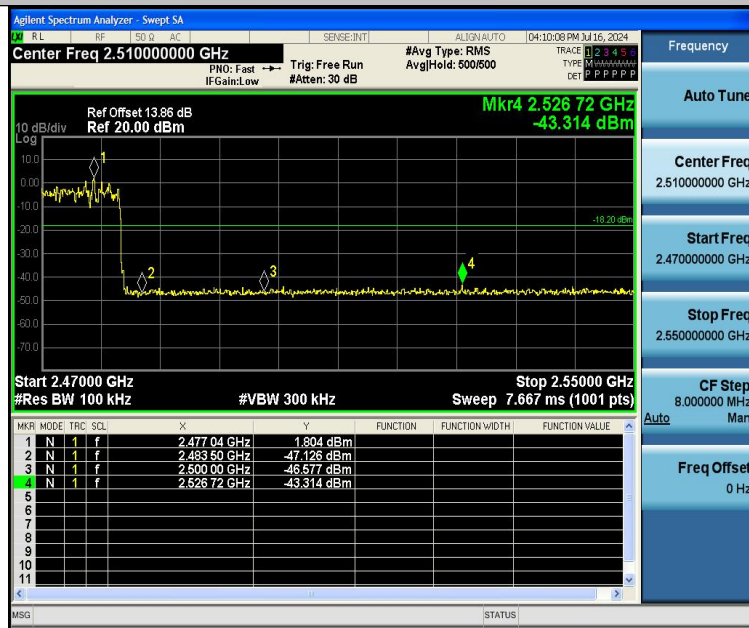 Agilent Spectrum Analyzer - Swept SA
RL RF 50 Ω AC SENSE:INT ALIGN AUTO 04:10:08 PM Jul 16, 2024
Center Freq 2.510000000 GHz
PNO: Fast
IFGain:Low
Trig: Free Run
#Atten: 30 dB
#Avg Type: RMS
Avg|Hold: 500/500
TRACE 1 2 3 4 5 6
TYPE M
DET P P P P P P
Ref Offset 13.86 dB
Ref 20.00 dBm
10 dB/div
Log
Mkr4 2.526 72 GHz
-43.314 dBm
10.0
0.00
-10.0
-20.0
-30.0
-40.0
-50.0
-60.0
-70.0
1
2
3
4
-18.20 dBm
Start 2.47000 GHz
Stop 2.55000 GHz
#Res BW 100 kHz
#VBW 300 kHz
Sweep 7.667 ms (1001 pts)
MKR MODE TRC SCL X Y FUNCTION FUNCTION WIDTH FUNCTION VALUE
1 N 1 f 2.477 04 GHz 1.804 dBm
2 N 1 f 2.483 50 GHz -47.126 dBm
3 N 1 f 2.500 00 GHz -46.577 dBm
4 N 1 f 2.526 72 GHz -43.314 dBm
5
6
7
8
9
10
11
MSG
STATUS
Frequency
Auto Tune
Center Freq
2.510000000 GHz
Start Freq
2.470000000 GHz
Stop Freq
2.550000000 GHz
CF Step
8.000000 MHz
Auto Man
Freq Offset
0 Hz